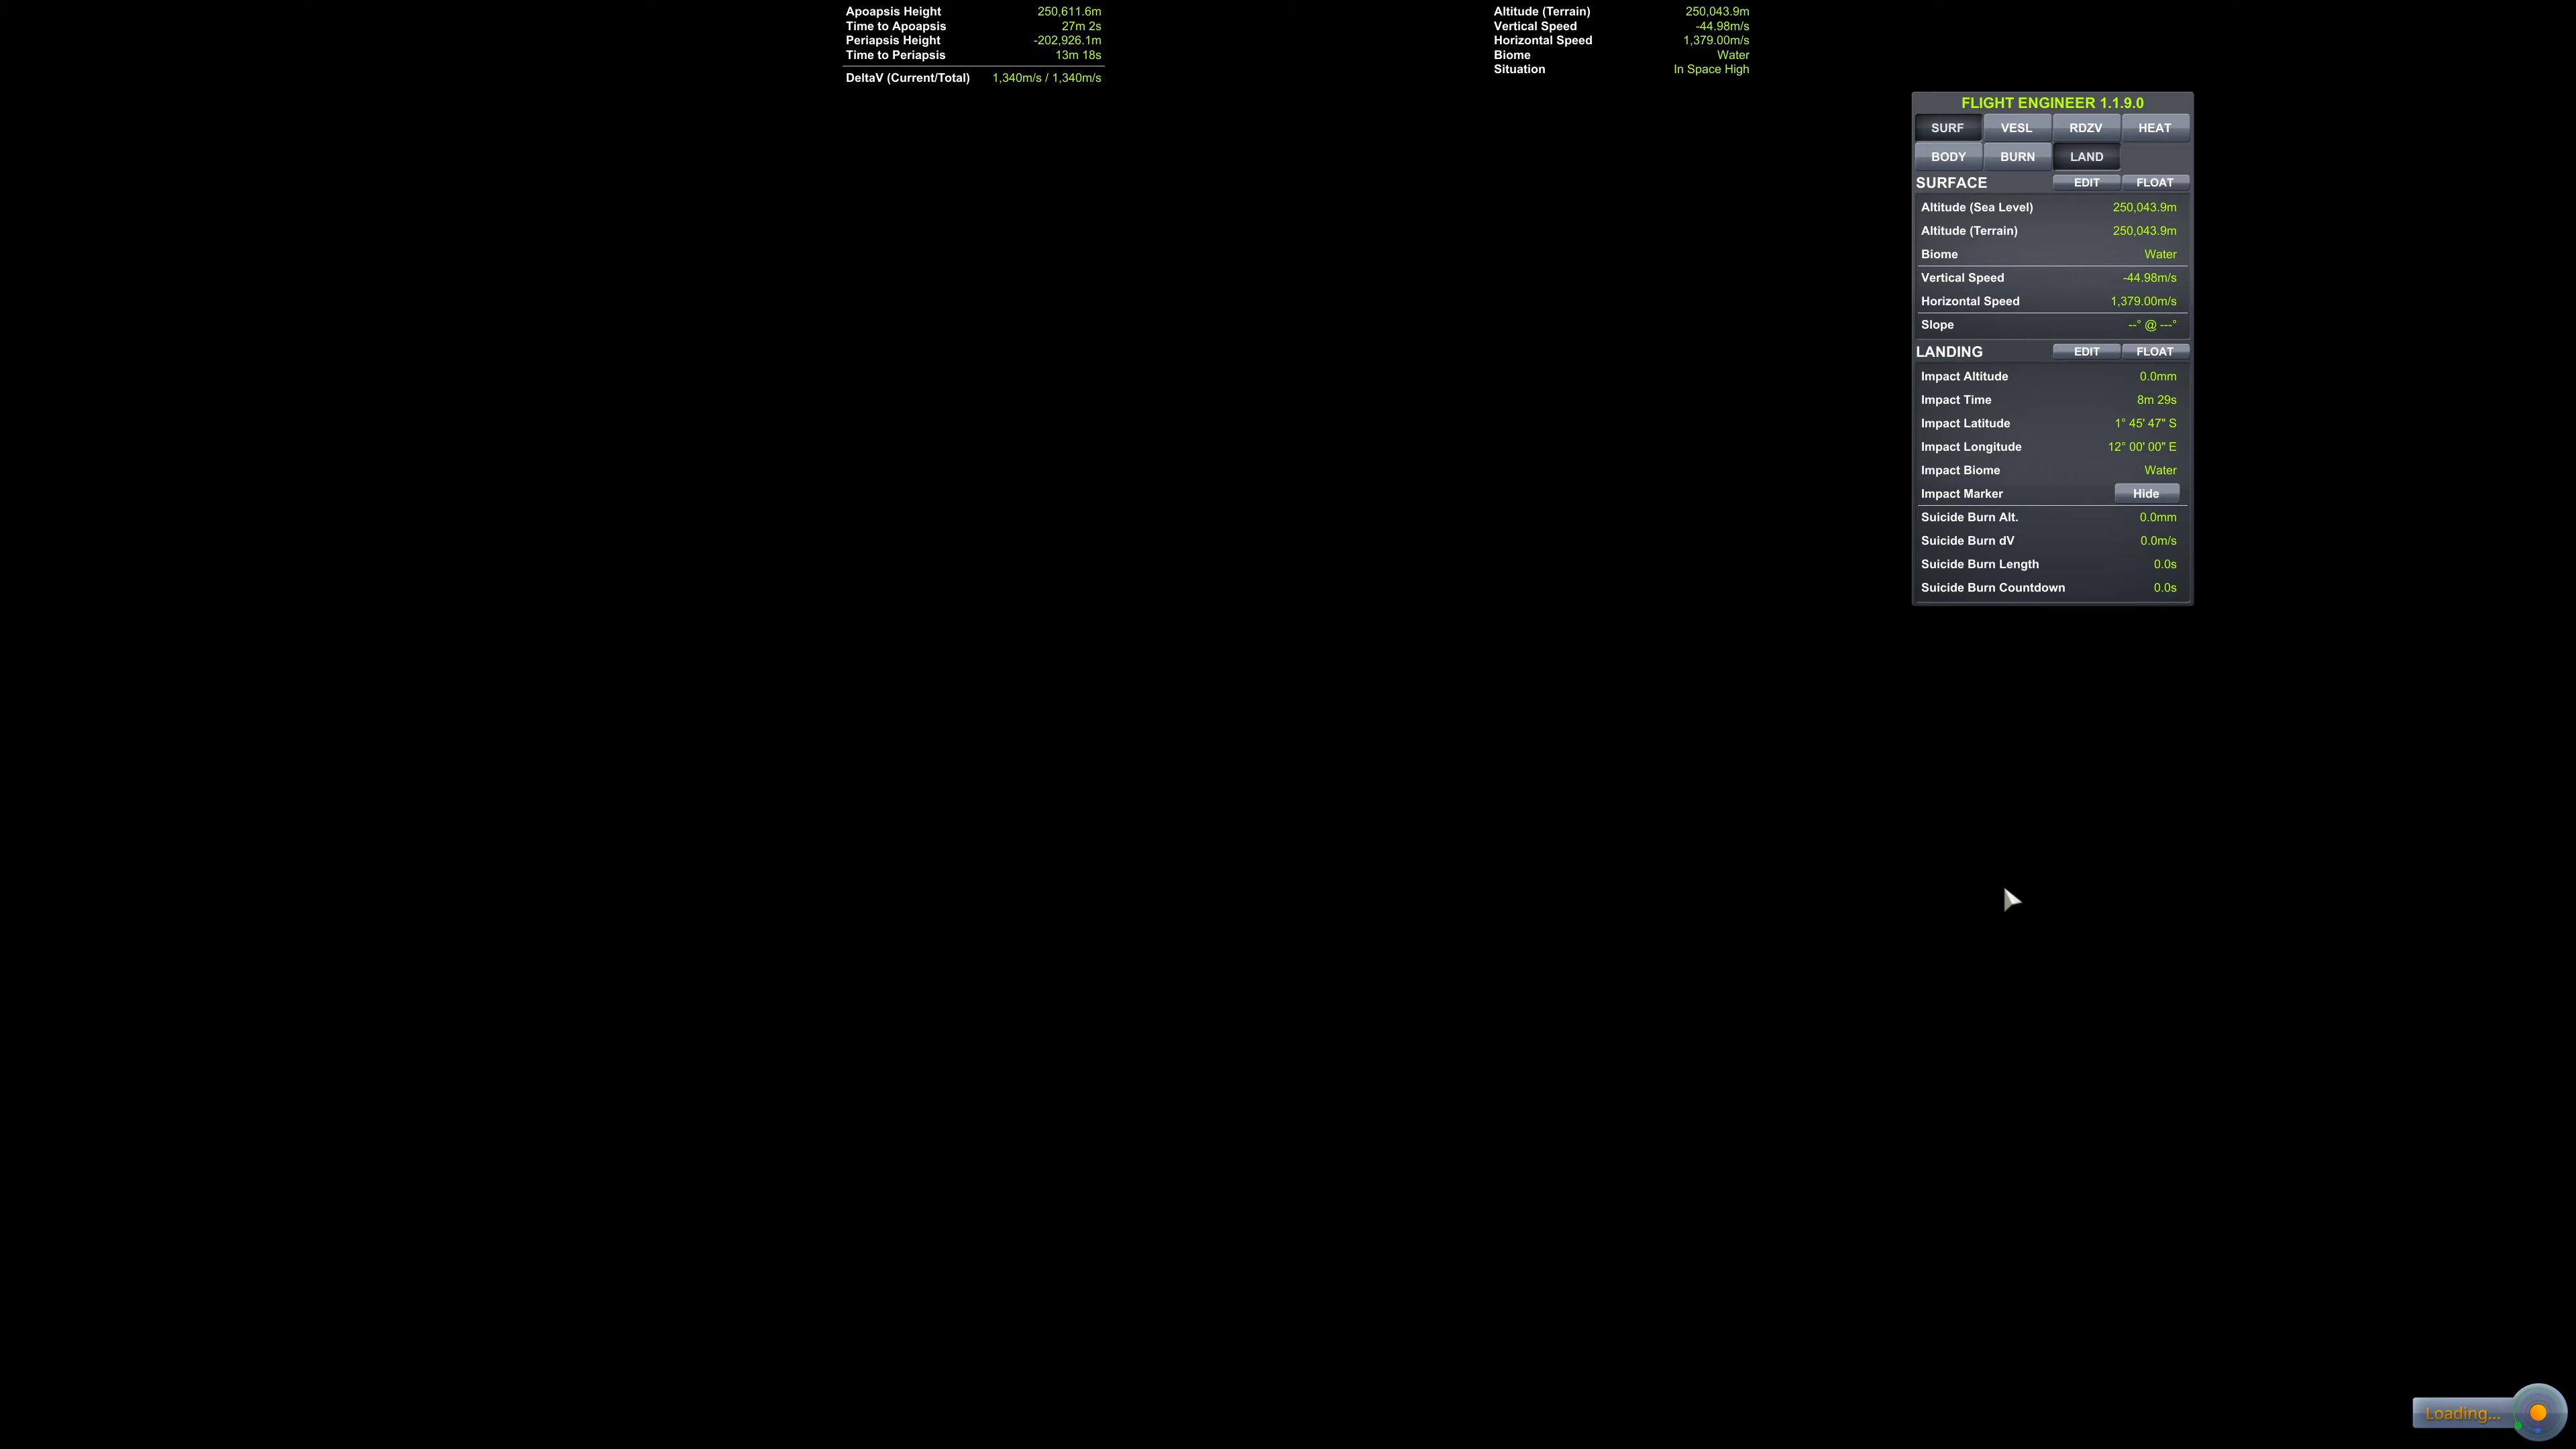 Apoapsis Height 250,611.6m
Time to Apoapsis 27m 2s
Periapsis Height -202,926.1m
Time to Periapsis 13m 18s
DeltaV (Current/Total) 1,340m/s / 1,340m/s
Altitude (Terrain) 250,043.9m
Vertical Speed -44.98m/s
Horizontal Speed 1,379.00m/s
Biome Water
Situation In Space High
FLIGHT ENGINEER 1.1.9.0
SURF VESL RDZV HEAT
BODY BURN LAND
SURFACE EDIT FLOAT
Altitude (Sea Level) 250,043.9m
Altitude (Terrain) 250,043.9m
Biome Water
Vertical Speed -44.98m/s
Horizontal Speed 1,379.00m/s
Slope --° @ ---°
LANDING EDIT FLOAT
Impact Altitude 0.0mm
Impact Time 8m 29s
Impact Latitude 1° 45' 47" S
Impact Longitude 12° 00' 00" E
Impact Biome Water
Impact Marker Hide
Suicide Burn Alt. 0.0mm
Suicide Burn dV 0.0m/s
Suicide Burn Length 0.0s
Suicide Burn Countdown 0.0s
Loading...